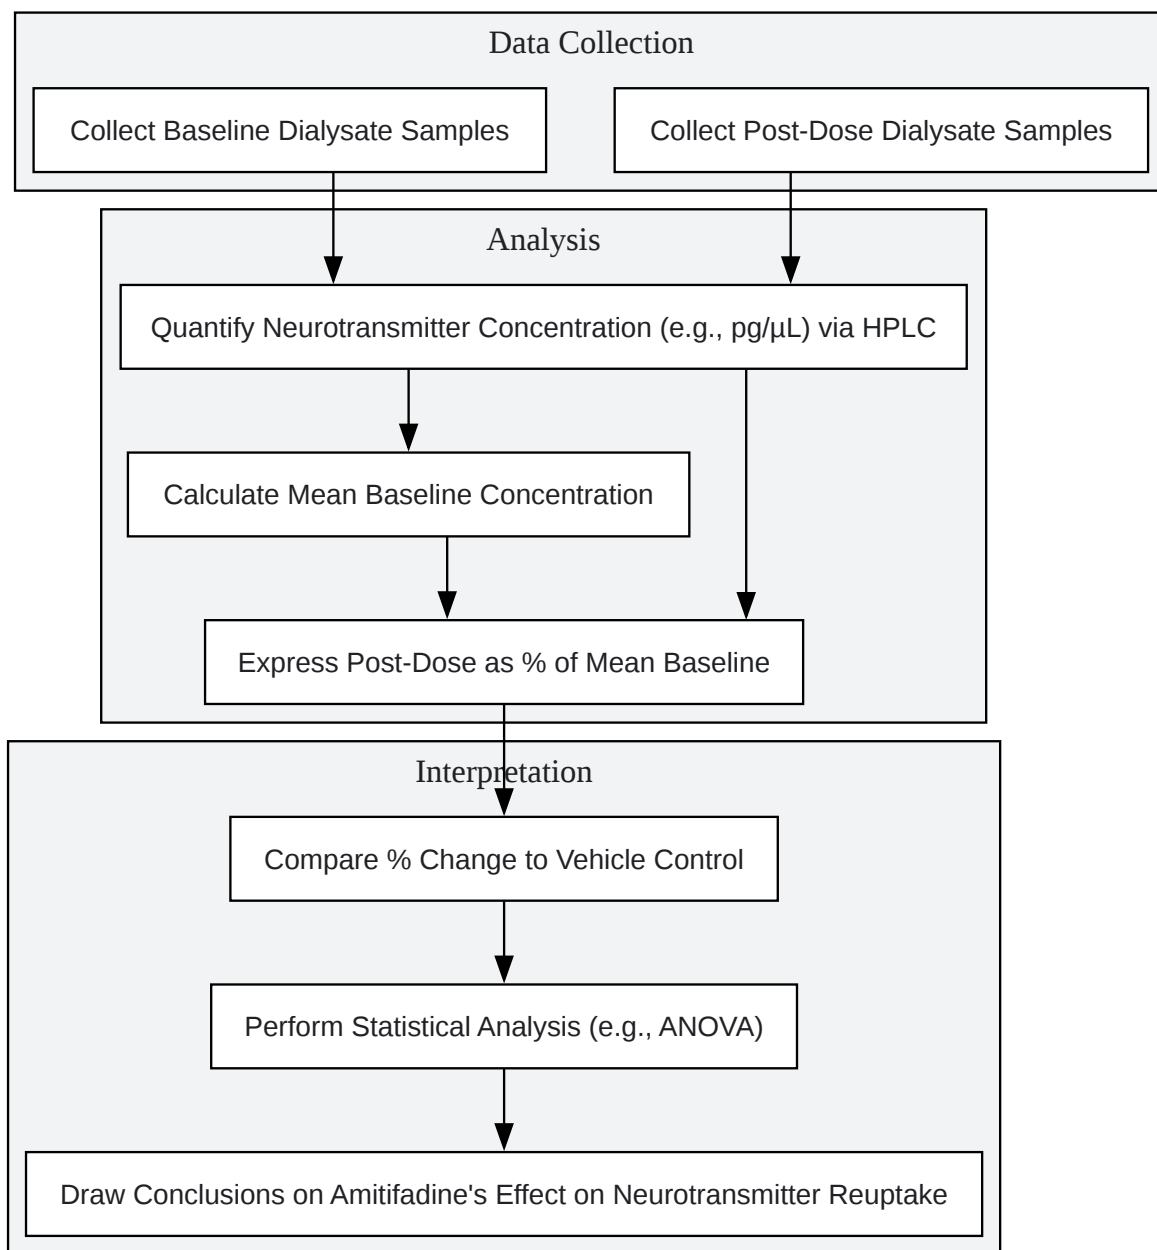 Data Collection
Collect Baseline Dialysate Samples
Collect Post-Dose Dialysate Samples
Analysis
Quantify Neurotransmitter Concentration (e.g., pg/µL) via HPLC
Calculate Mean Baseline Concentration
Express Post-Dose as % of Mean Baseline
Interpretation
Compare % Change to Vehicle Control
Perform Statistical Analysis (e.g., ANOVA)
Draw Conclusions on Amitifadine's Effect on Neurotransmitter Reuptake